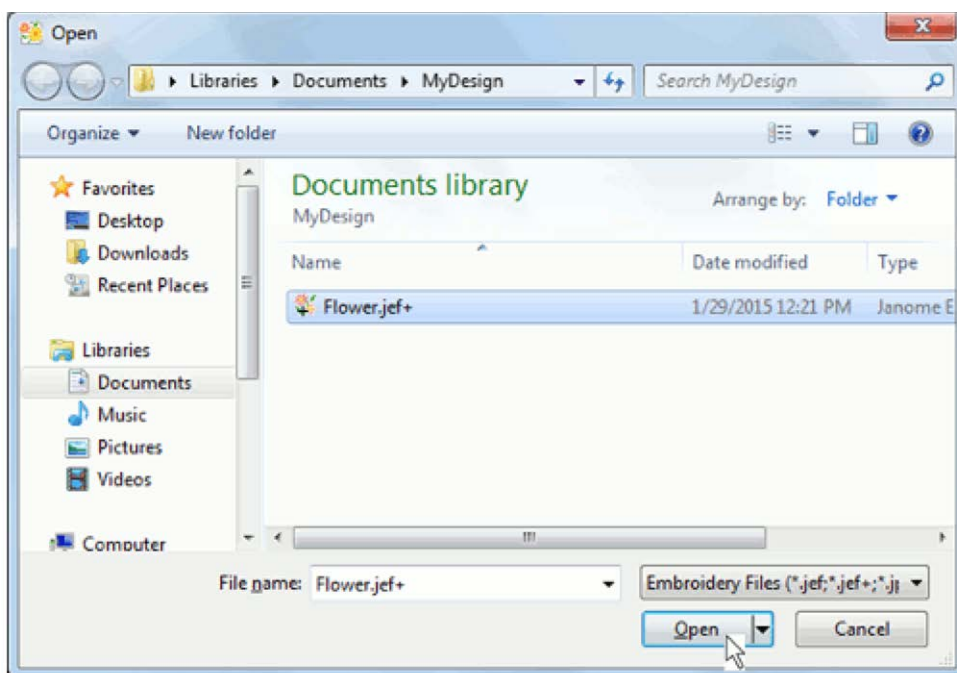 Open
Libraries Documents MyDesign
Search MyDesign
Organize New folder
Favorites
Desktop
Downloads
Recent Places
Libraries
Documents
Music
Pictures
Videos
Computer
Documents library
MyDesign
Arrange by: Folder
Name Date modified Type
Flower.jef+ 1/29/2015 12:21 PM Janome E
File name: Flower.jef+
Embroidery Files (*.jef;*.jef+;*.j
Open Cancel